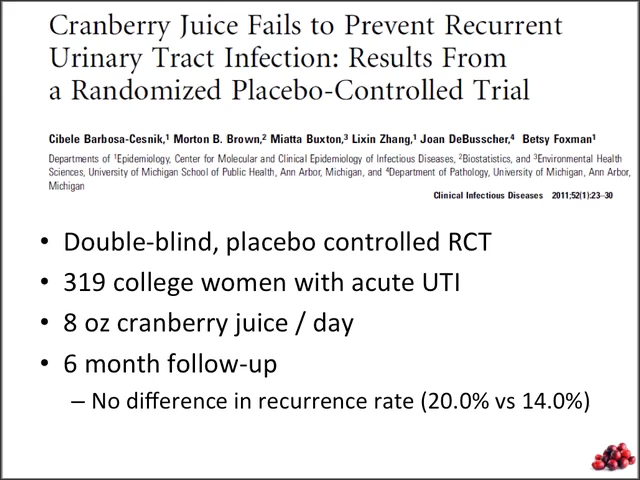 Cranberry Juice Fails to Prevent Recurrent
Urinary Tract Infection: Results From
a Randomized Placebo-Controlled Trial
Cibele Barbosa-Cesnik,¹ Morton B. Brown,² Miatta Buxton,³ Lixin Zhang,¹ Joan DeBusscher,⁴ Betsy Foxman¹
Departments of ¹Epidemiology, Center for Molecular and Clinical Epidemiology of Infectious Diseases, ²Biostatistics, and ³Environmental Health
Sciences, University of Michigan School of Public Health, Ann Arbor, Michigan, and ⁴Department of Pathology, University of Michigan, Ann Arbor,
Michigan
Clinical Infectious Diseases 2011;52(1):23–30
• Double-blind, placebo controlled RCT
• 319 college women with acute UTI
• 8 oz cranberry juice / day
• 6 month follow-up
– No difference in recurrence rate (20.0% vs 14.0%)